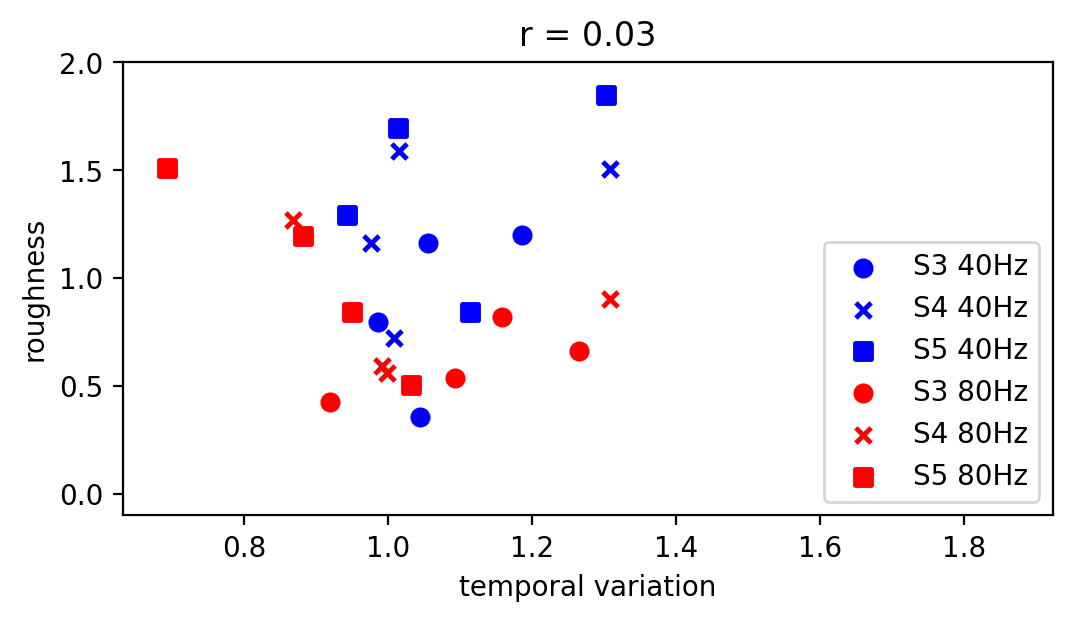 r = 0.03
2.0
1.5
1.0
0.5
0.0
roughness
S3 40Hz
S4 40Hz
S5 40Hz
S3 80Hz
S4 80Hz
S5 80Hz
0.8 1.0 1.2 1.4 1.6 1.8
temporal variation